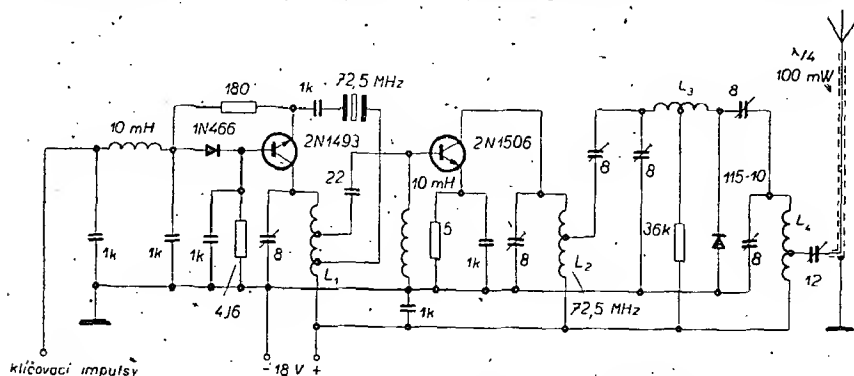 λ/4
100 mW
180
1k
72,5 MHz
L₃
8
10 mH
1N466
2N1493
2N1506
22
10 mH
8
8
115-10
L₄
1k
1k
1k
8
5
1k
8
36k
8
12
4J6
L₁
L₂
1k
72,5 MHz
klíčovací impulsy
- 18 V +